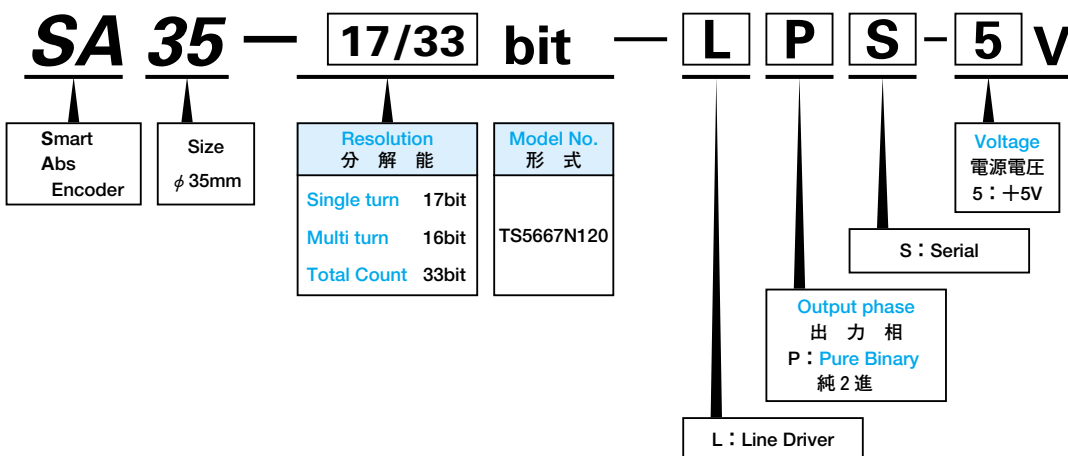 SA 35 — 17/33 bit — L P S - 5 V
Smart
Abs
Encoder
Size
φ 35mm
Resolution
分 解 能
Single turn 17bit
Multi turn 16bit
Total Count 33bit
Model No.
形 式
TS5667N120
Voltage
電源電圧
5：＋5V
S：Serial
Output phase
出 力 相
P：Pure Binary
純 2 進
L：Line Driver